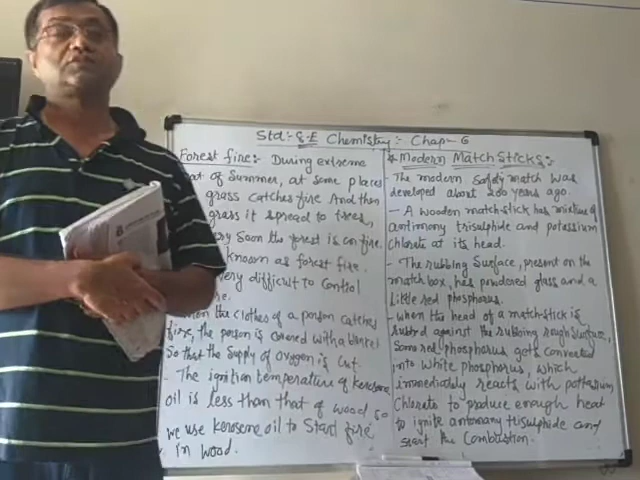 Std:- 8-E Chemistry:- Chap- 6
Forest fire:- During extreme
of Summer, at some places
grass catches fire And then
grass it spread to trees,
Soon the forest is on fire.
known as forest fire.
very difficult to control
the clothes of a person catches
fire, the person is covered with a blanket
So that the supply of oxygen is cut.
- The ignition temperature of kerosene
oil is less than that of wood so
we use kerosene oil to Start fire
in wood.
* Modern Match Sticks:-
The modern Safety match was
developed about 200 years ago.
- A wooden match-stick has mixture of
antimony trisulphide and potassium
Chlorate at its head.
- The rubbing Surface, present on the
match box, has powdered glass and a
little red phosphorus.
- when the head of a match-stick is
rubbed against the rubbing rough Surface,
Some red phosphorus gets converted
into white phosphorus, which
immediately reacts with pottasium
Chlorate to produce enough heat
to ignite antomany trisulphide and
start the Combustion.